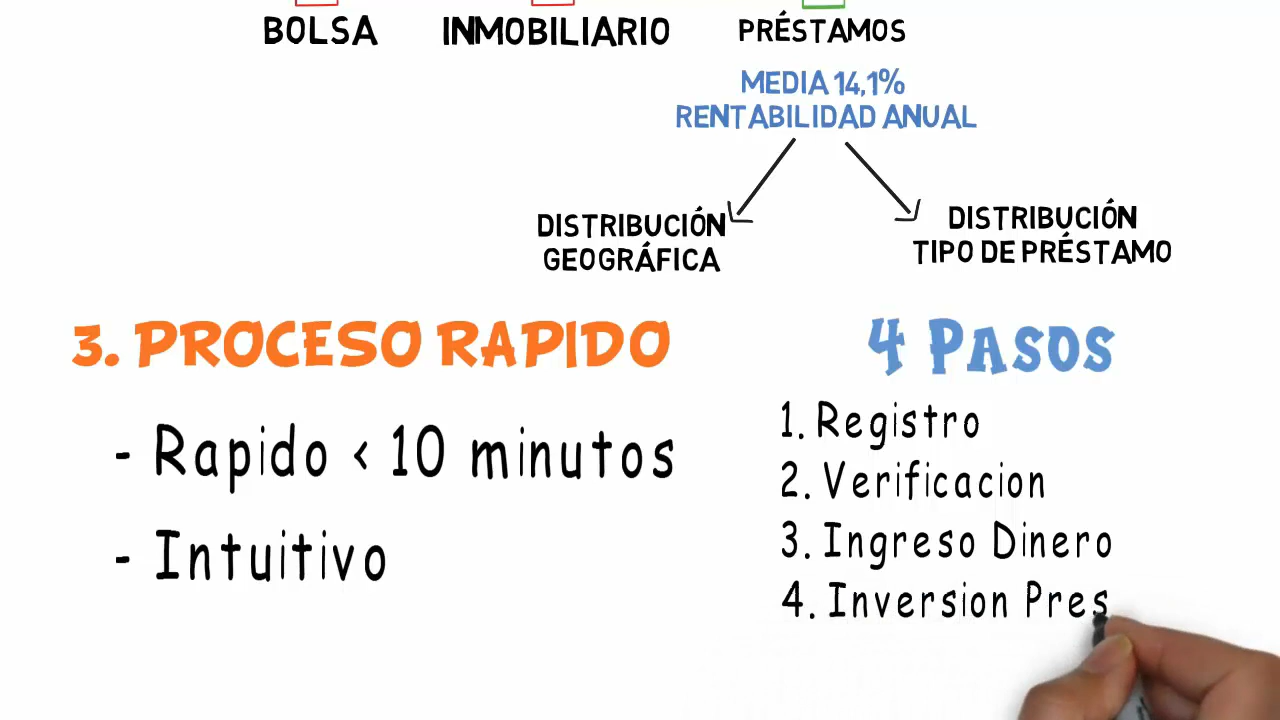 BOLSA INMOBILIARIO PRÉSTAMOS
MEDIA 14,1%
RENTABILIDAD ANUAL
DISTRIBUCIÓN
GEOGRÁFICA
DISTRIBUCIÓN
TIPO DE PRÉSTAMO
3. PROCESO RAPIDO
- Rapido < 10 minutos
- Intuitivo
4 PASOS
1. Registro
2. Verificacion
3. Ingreso Dinero
4. Inversion Pres